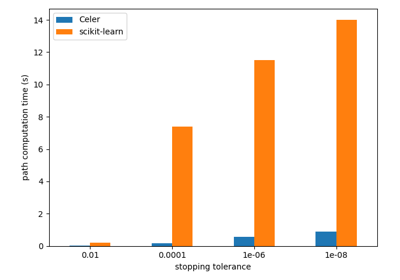 Celer
scikit-learn
path computation time (s)
14
12
10
8
6
4
2
0
0.01 0.0001 1e-06 1e-08
stopping tolerance